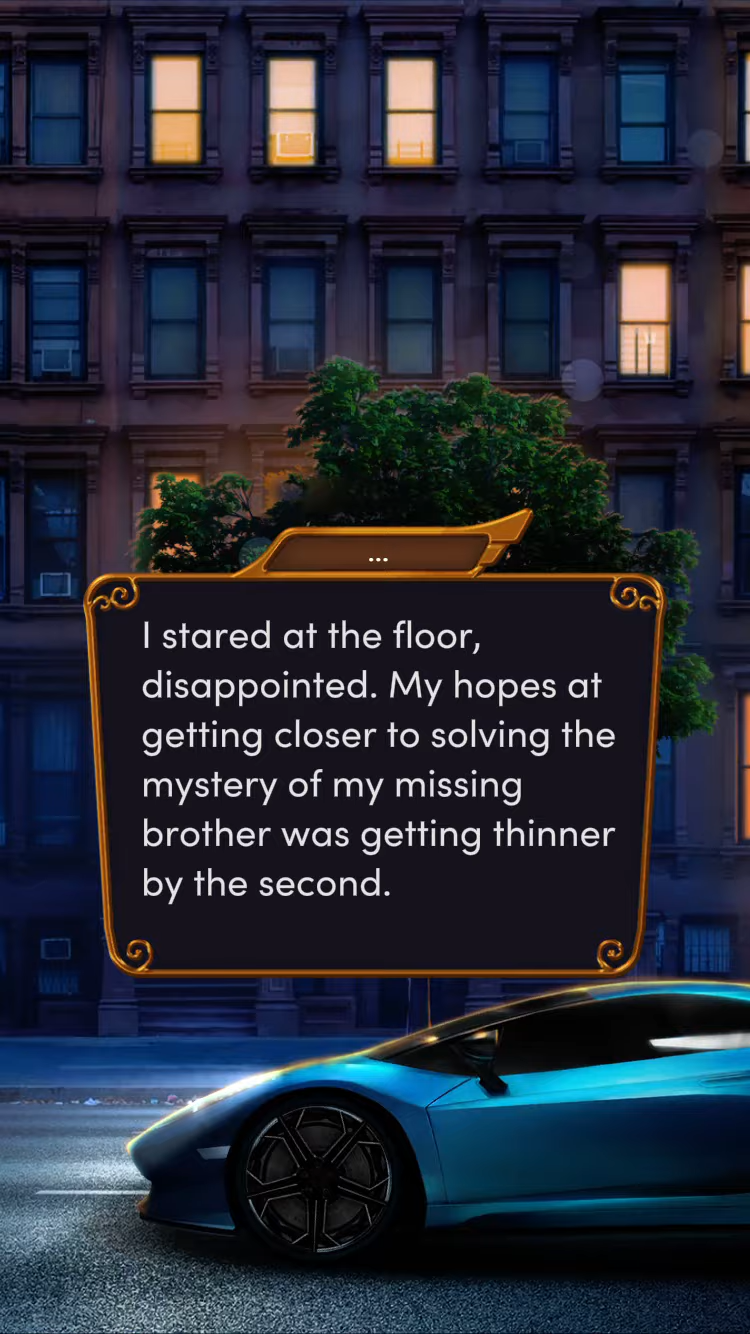 ...
I stared at the floor,
disappointed. My hopes at
getting closer to solving the
mystery of my missing
brother was getting thinner
by the second.